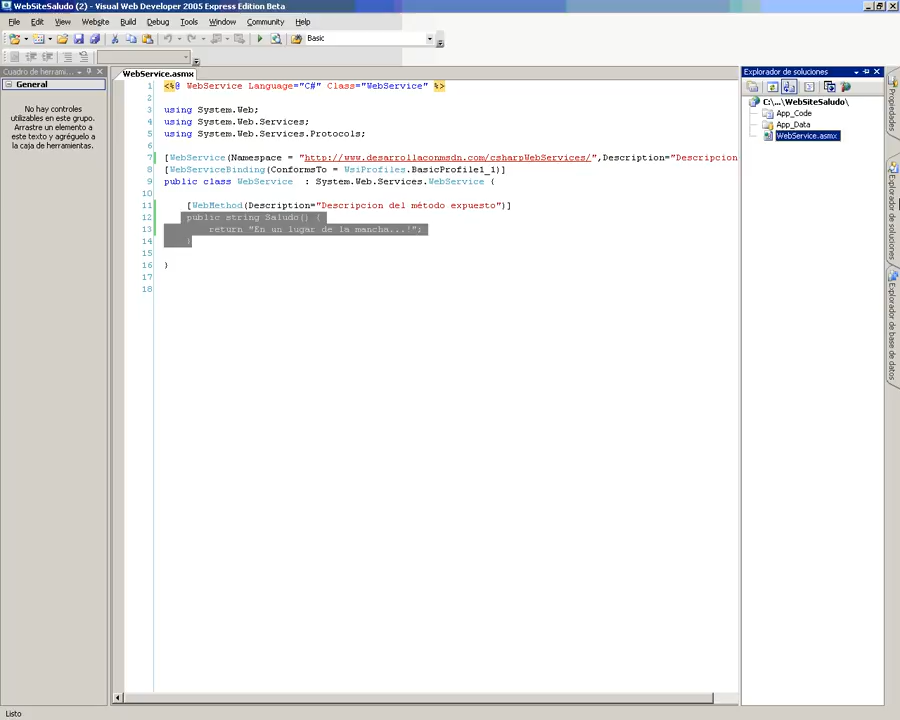 WebSiteSaludo (2) - Visual Web Developer 2005 Express Edition Beta
File Edit View Website Build Debug Tools Window Community Help
Basic
Cuadro de herrami...
General
No hay controles
utilizables en este grupo.
Arrastre un elemento a
este texto y agréguelo a
la caja de herramientas.
WebService.asmx
1 <%@ WebService Language="C#" Class="WebService" %>
2
3 using System.Web;
4 using System.Web.Services;
5 using System.Web.Services.Protocols;
6
7 [WebService(Namespace = "http://www.desarrollaconmsdn.com/csharpWebServices/",Description="Descripcion
8 [WebServiceBinding(ConformsTo = WsiProfiles.BasicProfile1_1)]
9 public class WebService : System.Web.Services.WebService {
10
11 [WebMethod(Description="Descripcion del método expuesto")]
12 public string Saludo() {
13 return "En un lugar de la mancha...!";
14 }
15
16 }
17
18
Explorador de soluciones
C:\...\WebSiteSaludo\
App_Code
App_Data
WebService.asmx
Propiedades
Explorador de soluciones
Explorador de base de datos
Listo